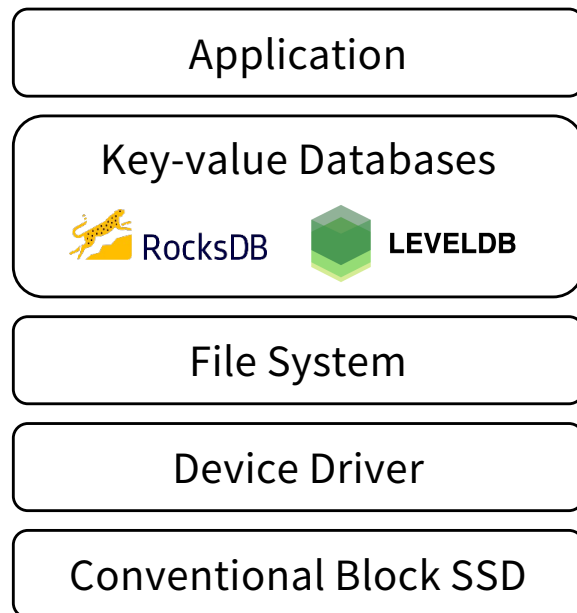 Application
Key-value Databases
RocksDB LEVELDB
File System
Device Driver
Conventional Block SSD